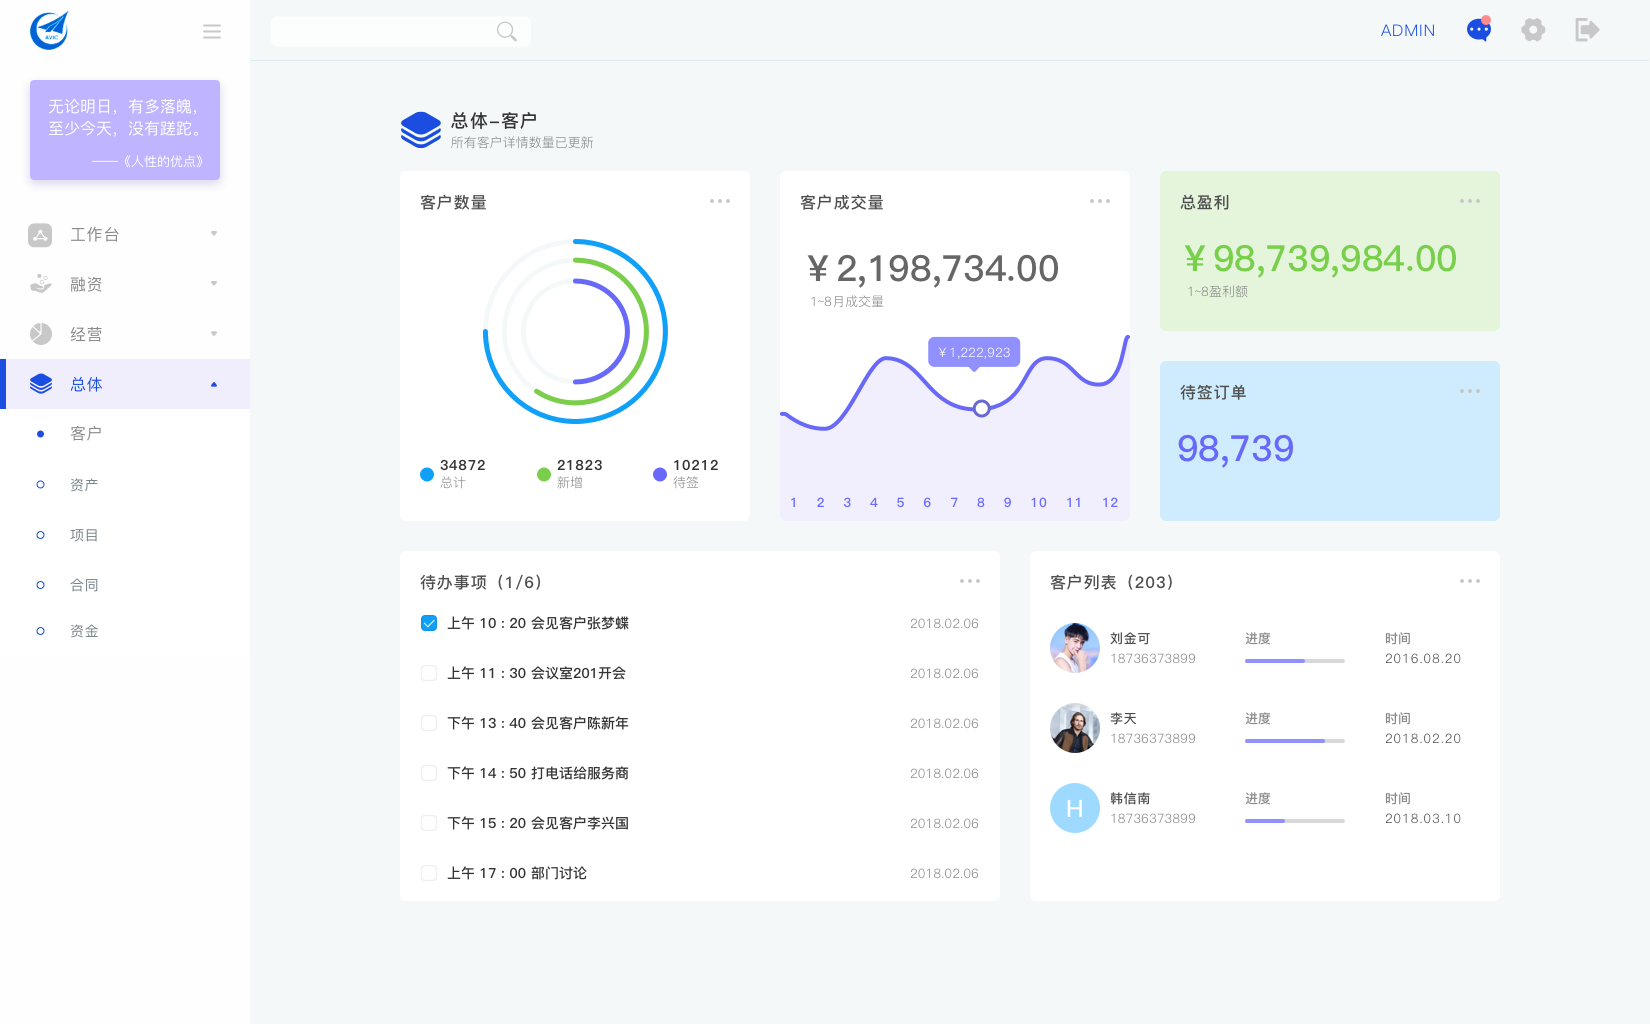 AVIC
ADMIN
无论明日，有多落魄，
至少今天，没有蹉跎。
——《人性的优点》
工作台
融资
经营
总体
客户
资产
项目
合同
资金
总体-客户
所有客户详情数量已更新
客户数量
34872
总计
21823
新增
10212
待签
客户成交量
¥ 2,198,734.00
1~8月成交量
¥ 1,222,923
1 2 3 4 5 6 7 8 9 10 11 12
总盈利
¥ 98,739,984.00
1~8盈利额
待签订单
98,739
待办事项（1/6）
上午 10 : 20 会见客户张梦蝶 2018.02.06
上午 11 : 30 会议室201开会 2018.02.06
下午 13 : 40 会见客户陈新年 2018.02.06
下午 14 : 50 打电话给服务商 2018.02.06
下午 15 : 20 会见客户李兴国 2018.02.06
上午 17 : 00 部门讨论 2018.02.06
客户列表（203）
刘金可 进度 时间
18736373899 2016.08.20
李天 进度 时间
18736373899 2018.02.20
H
韩信南 进度 时间
18736373899 2018.03.10